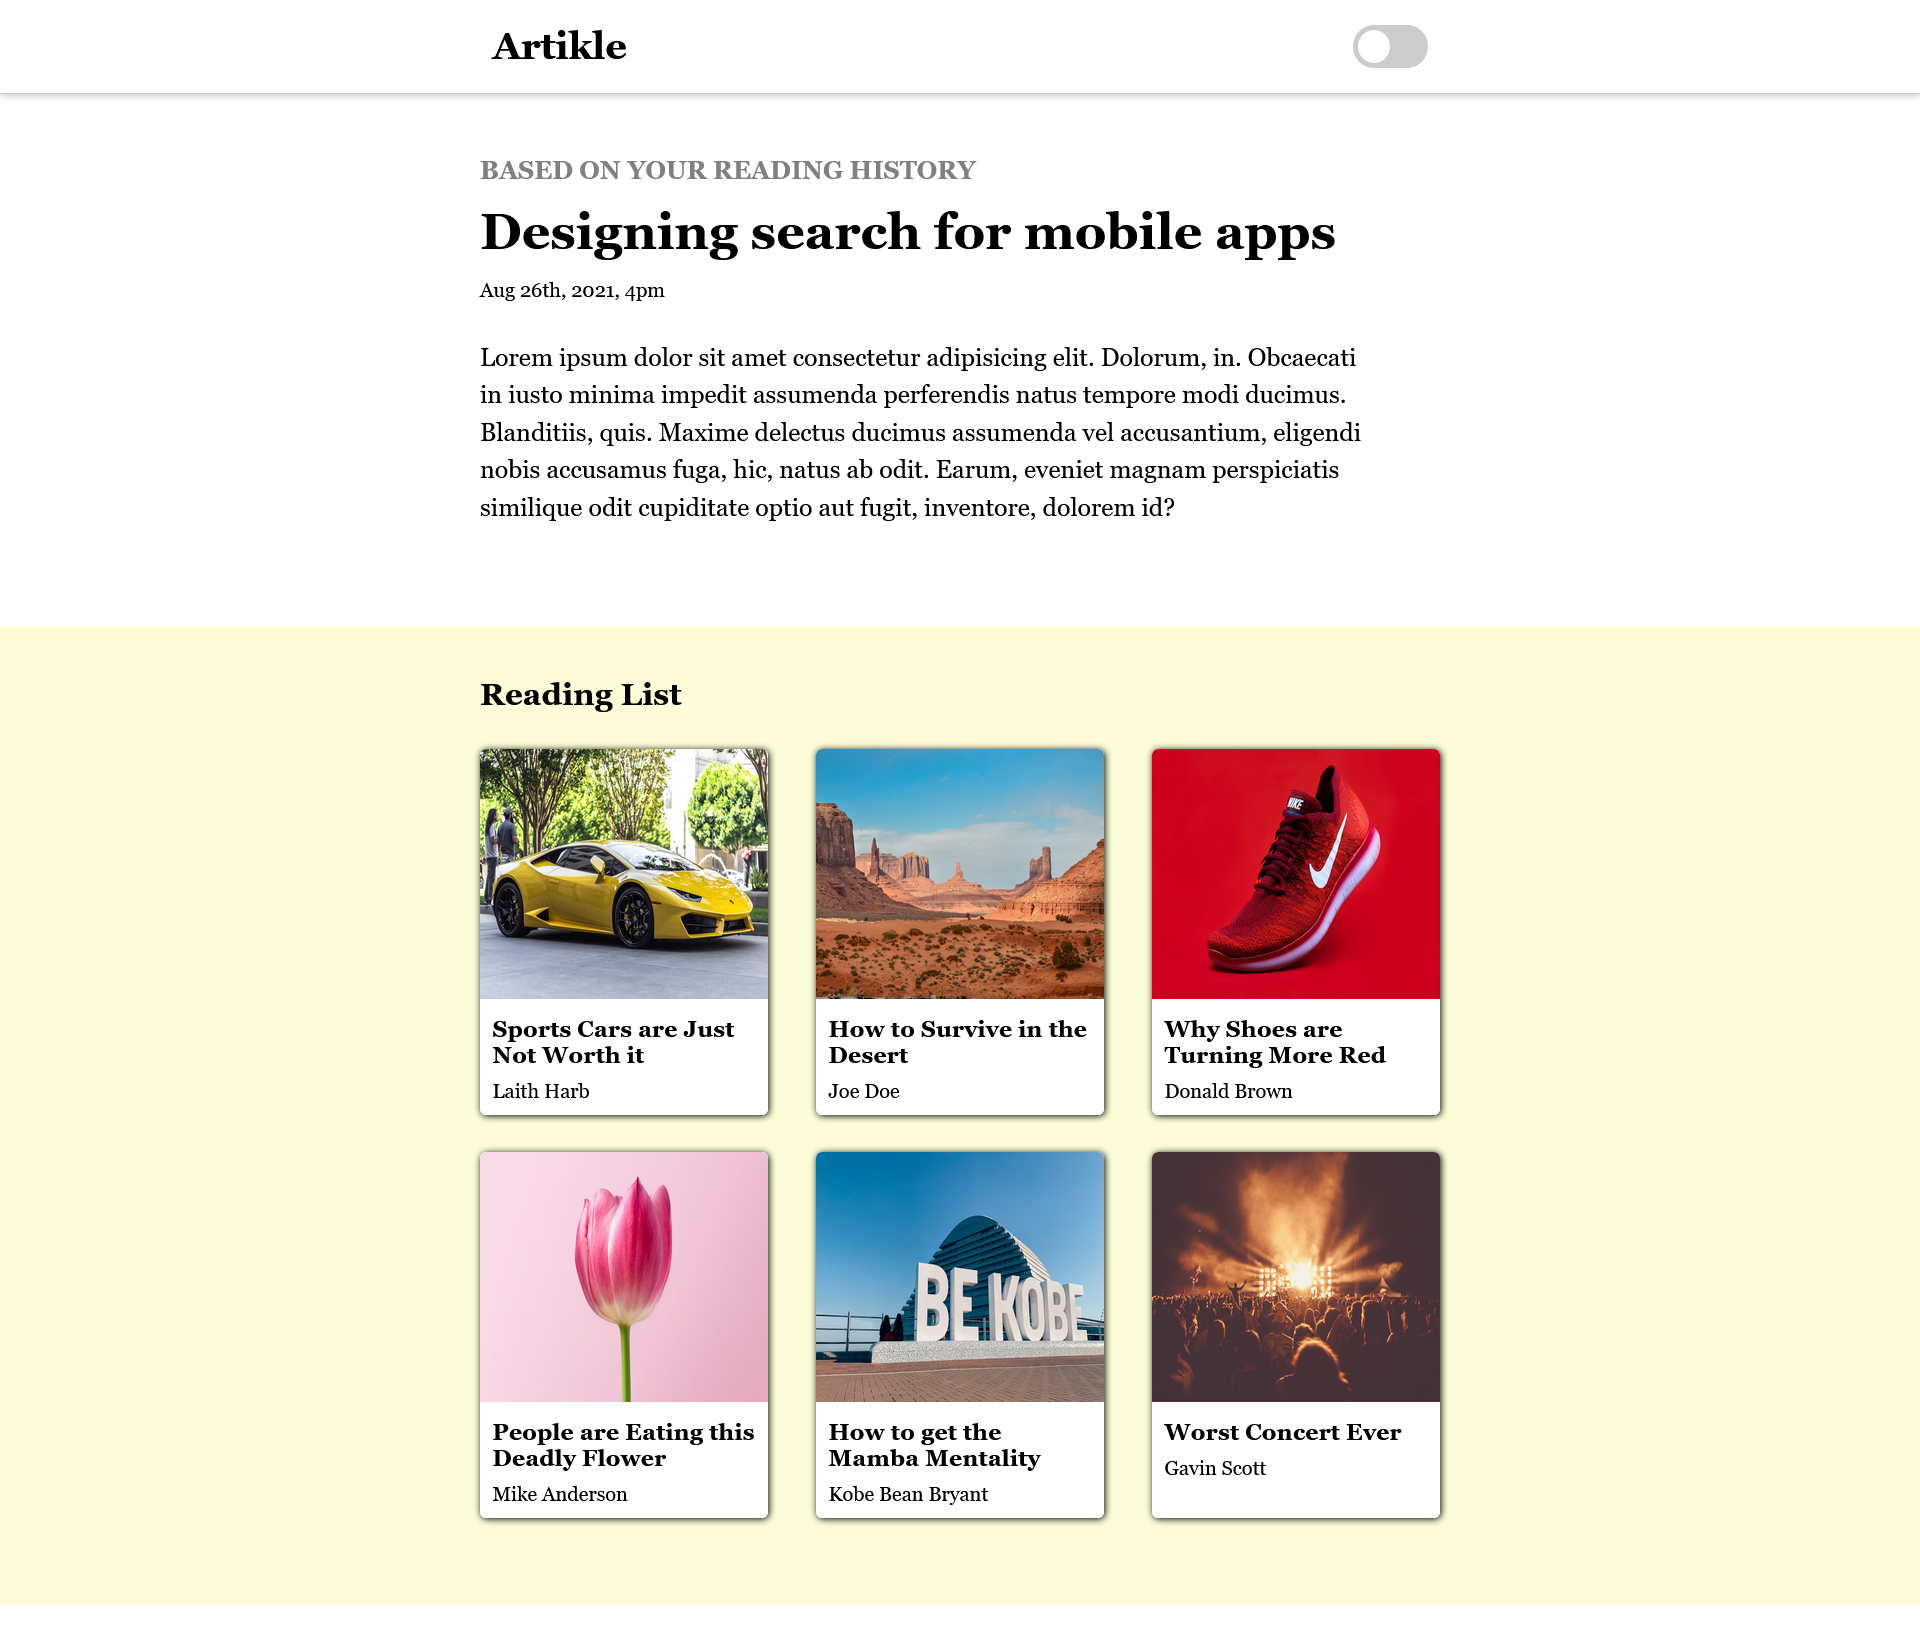 Artikle
BASED ON YOUR READING HISTORY
Designing search for mobile apps
Aug 26th, 2021, 4pm
Lorem ipsum dolor sit amet consectetur adipisicing elit. Dolorum, in. Obcaecati
in iusto minima impedit assumenda perferendis natus tempore modi ducimus.
Blanditiis, quis. Maxime delectus ducimus assumenda vel accusantium, eligendi
nobis accusamus fuga, hic, natus ab odit. Earum, eveniet magnam perspiciatis
similique odit cupiditate optio aut fugit, inventore, dolorem id?
Reading List
Sports Cars are Just
Not Worth it
Laith Harb
How to Survive in the
Desert
Joe Doe
NIKE
Why Shoes are
Turning More Red
Donald Brown
People are Eating this
Deadly Flower
Mike Anderson
BE KOBE
How to get the
Mamba Mentality
Kobe Bean Bryant
Worst Concert Ever
Gavin Scott